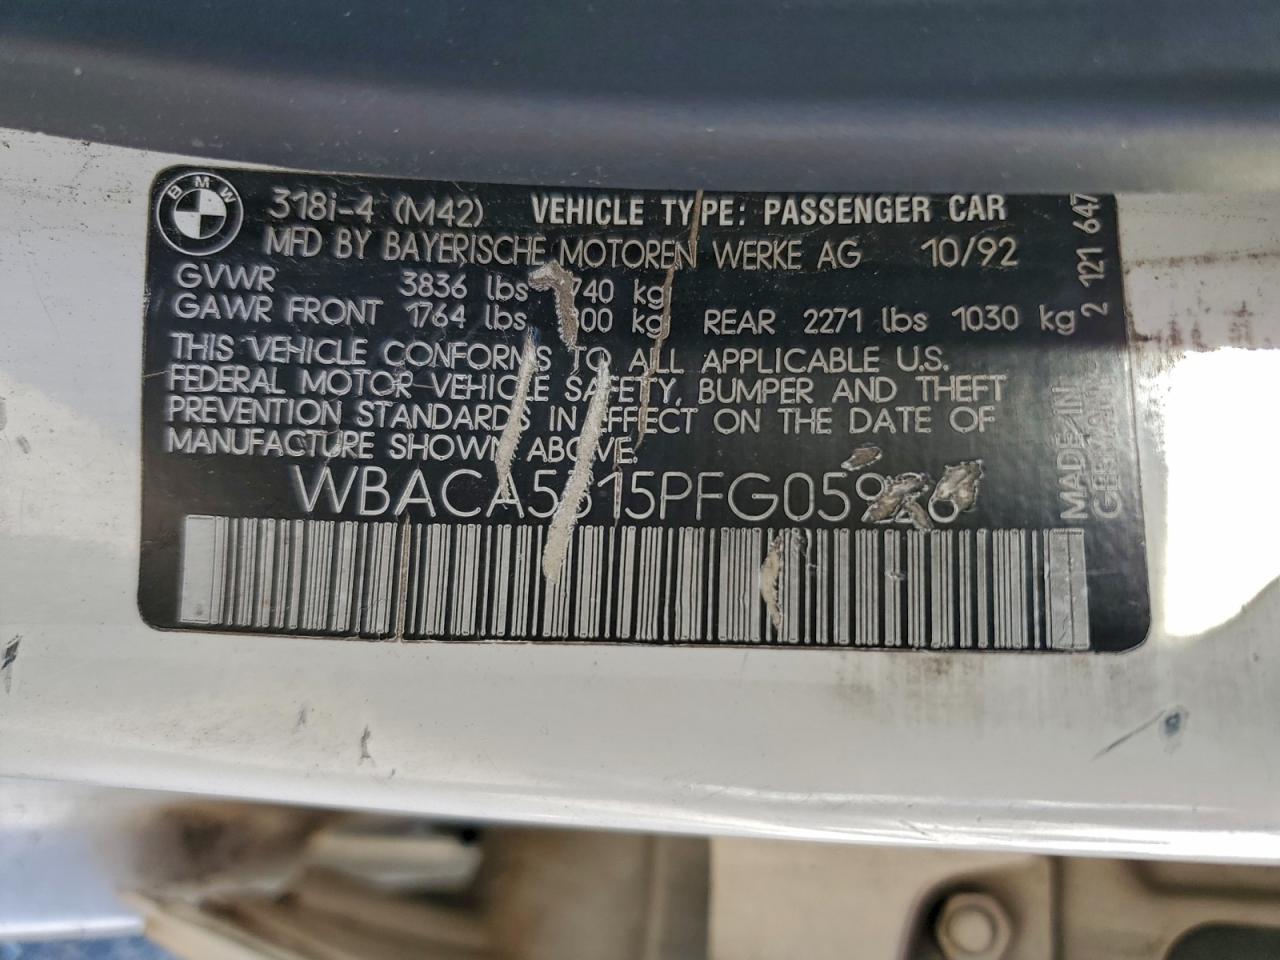 BMW
318i-4 (M42) VEHICLE TYPE: PASSENGER CAR
MFD BY BAYERISCHE MOTOREN WERKE AG 10/92
GVWR 3836 lbs kg
GAWR FRONT 1764 lbs kg REAR 2271 lbs 1030 kg
THIS VEHICLE CONFORMS TO ALL APPLICABLE U.S.
FEDERAL MOTOR VEHICLE SAFETY, BUMPER AND THEFT
PREVENTION STANDARDS IN EFFECT ON THE DATE OF
MANUFACTURE SHOWN ABOVE.
MADE IN
GERMANY
2 121 647